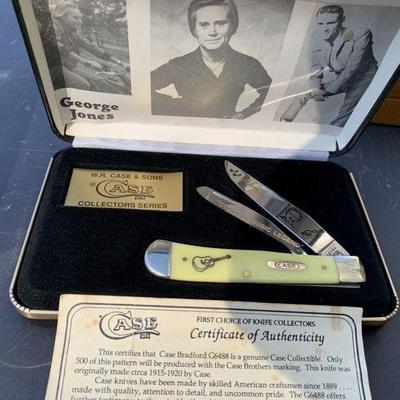 George
Jones
W.R. CASE & SONS
CASE
COLLECTORS SERIES
MUSIC LEGEND
CASE
CASE
FIRST CHOICE OF KNIFE COLLECTORS
Certificate of Authenticity
This certifies that Case Bradford G6488 is a genuine Case Collectible. Only
500 of this pattern will be produced with the Case Brothers marking. This knife was
originally made circa 1915-1920 by Case.
Case knives have been made by skilled American craftsmen since 1889 ....
made with quality, attention to detail, and understanding. The G6488 offers